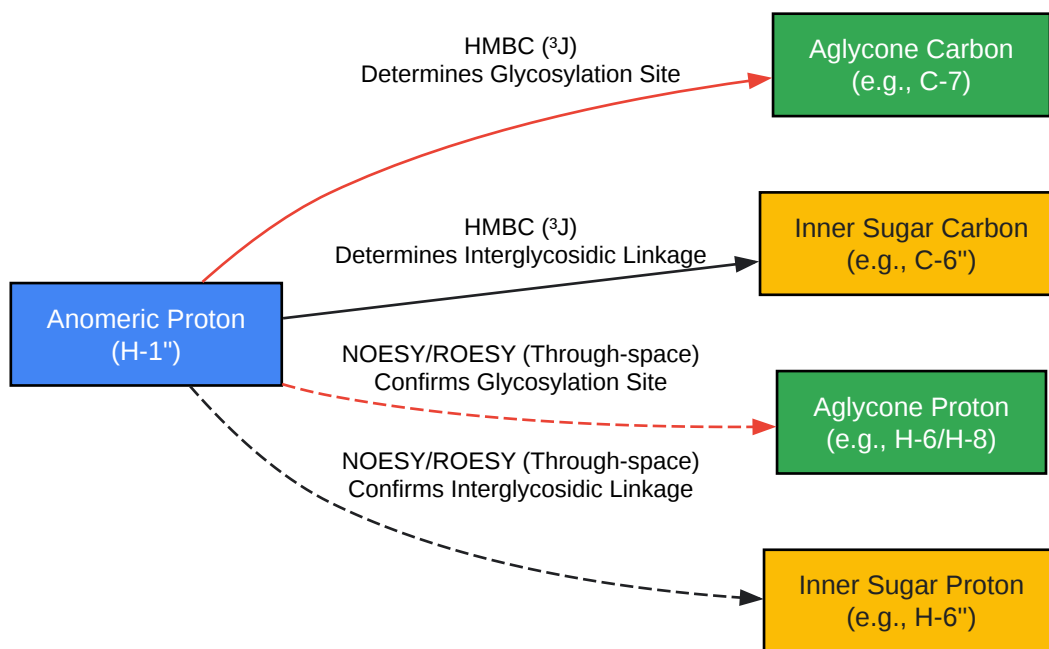 HMBC (³J)
Determines Glycosylation Site
Aglycone Carbon
(e.g., C-7)
HMBC (³J)
Determines Interglycosidic Linkage
Inner Sugar Carbon
(e.g., C-6")
Anomeric Proton
(H-1")
NOESY/ROESY (Through-space)
Confirms Glycosylation Site
Aglycone Proton
(e.g., H-6/H-8)
NOESY/ROESY (Through-space)
Confirms Interglycosidic Linkage
Inner Sugar Proton
(e.g., H-6")